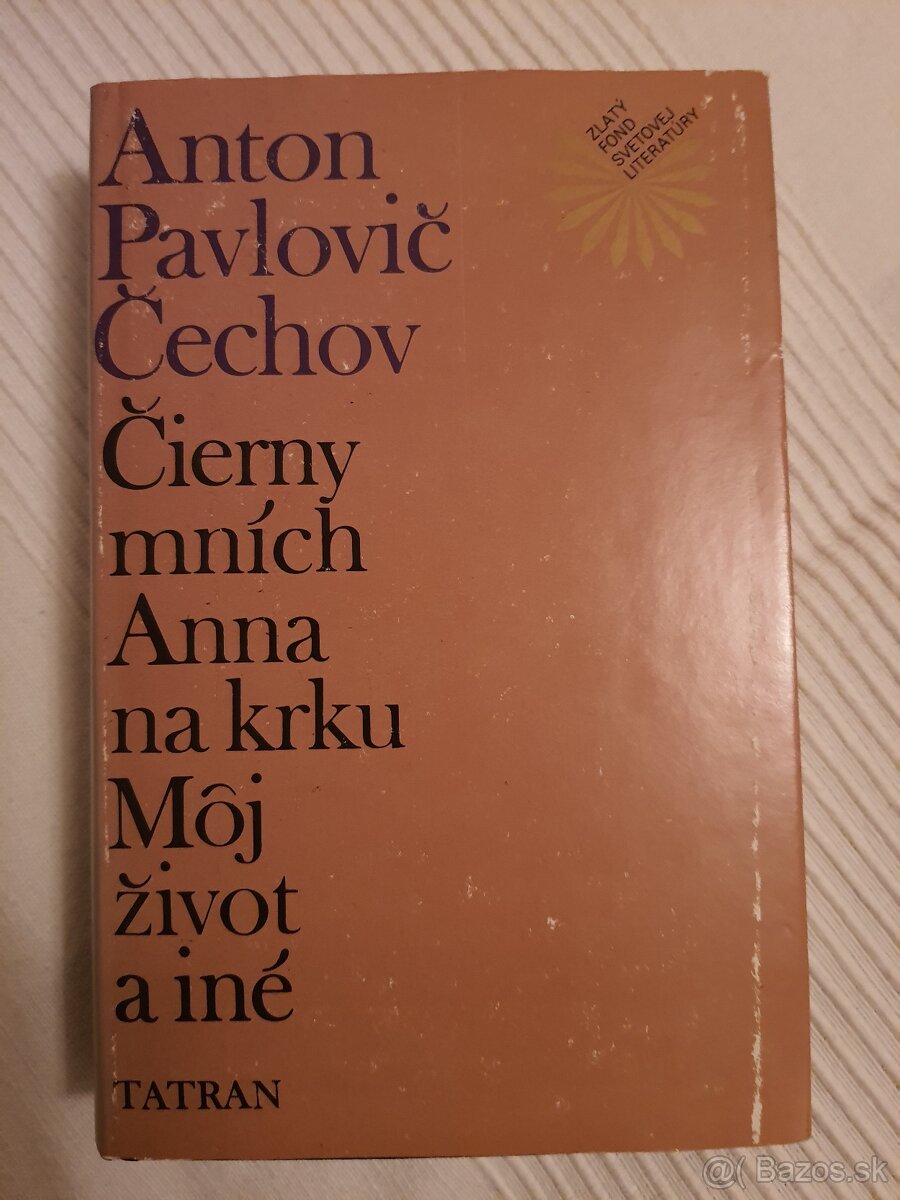 Anton
Pavlovič
Čechov
Čierny
mních
Anna
na krku
Môj
život
a iné
TATRAN
ZLATÝ
FOND
SVETOVEJ
LITERATÚRY
@( Bazos.sk